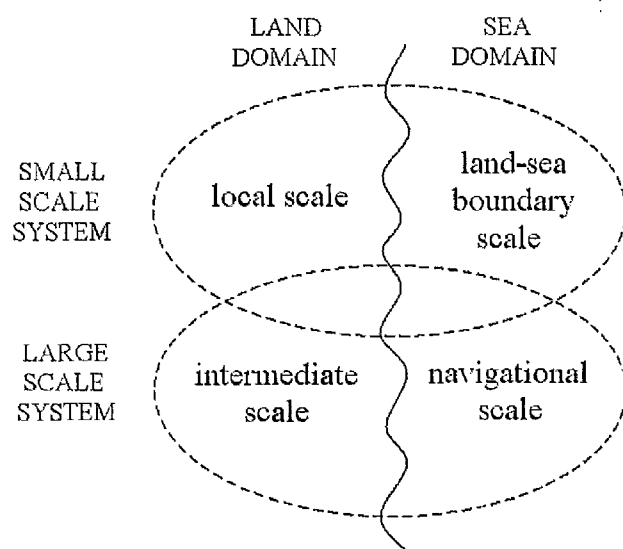 LAND
DOMAIN
SEA
DOMAIN
SMALL
SCALE
SYSTEM
local scale
land-sea
boundary
scale
LARGE
SCALE
SYSTEM
intermediate
scale
navigational
scale